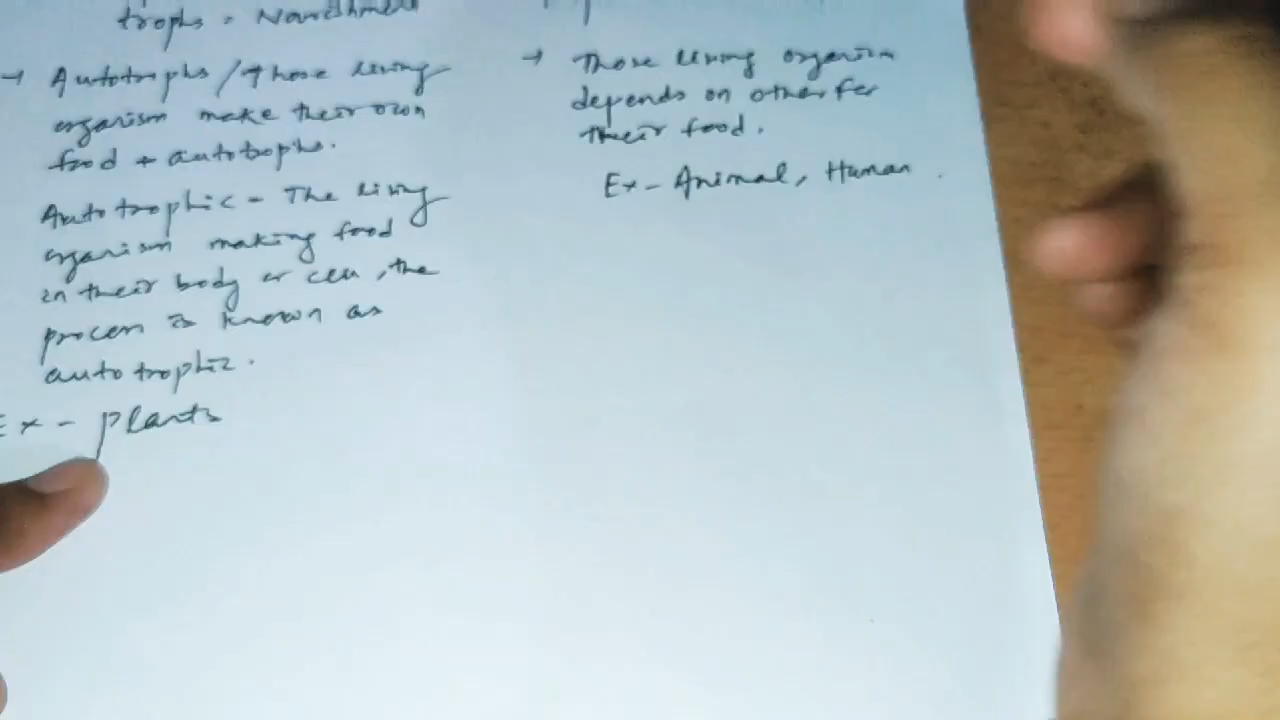 trophs = Nourishment
→ Autotrophs / Those living
organism make their own
food → autotrophs.
Autotrophic - The living
organism making food
in their body or cell, the
process is known as
autotrophic.
Ex - Plants
→ Those living organism
depends on other for
their food.
Ex - Animal, Human.